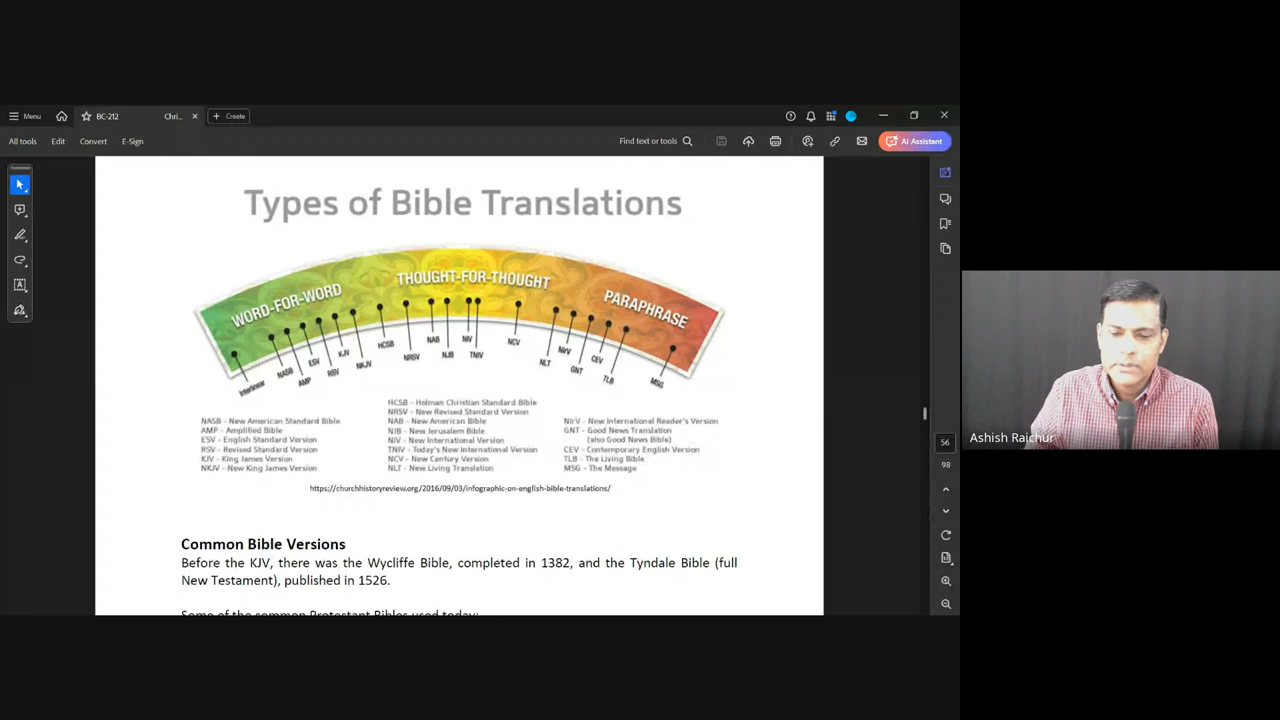 Menu
BC-212
Chri...
Create
All tools
Edit
Convert
E-Sign
Find text or tools
AI Assistant
Types of Bible Translations
WORD-FOR-WORD
THOUGHT-FOR-THOUGHT
PARAPHRASE
Interlinear
NASB
AMP
ESV
RSV
KJV
NKJV
HCSB
NRSV
NAB
NJB
NIV
TNIV
NCV
NLT
NIrV
GNT
CEV
TLB
MSG
NASB - New American Standard Bible
AMP - Amplified Bible
ESV - English Standard Version
RSV - Revised Standard Version
KJV - King James Version
NKJV - New King James Version
HCSB - Holman Christian Standard Bible
NRSV - New Revised Standard Version
NAB - New American Bible
NJB - New Jerusalem Bible
NIV - New International Version
TNIV - Today's New International Version
NCV - New Century Version
NLT - New Living Translation
NIrV - New International Reader's Version
GNT - Good News Translation
(also Good News Bible)
CEV - Contemporary English Version
TLB - The Living Bible
MSG - The Message
https://churchhistoryreview.org/2016/09/03/infographic-on-english-bible-translations/
Common Bible Versions
Before the KJV, there was the Wycliffe Bible, completed in 1382, and the Tyndale Bible (full
New Testament), published in 1526.
Some of the common Protestant Bibles used today:
56
98
Ashish Raichur